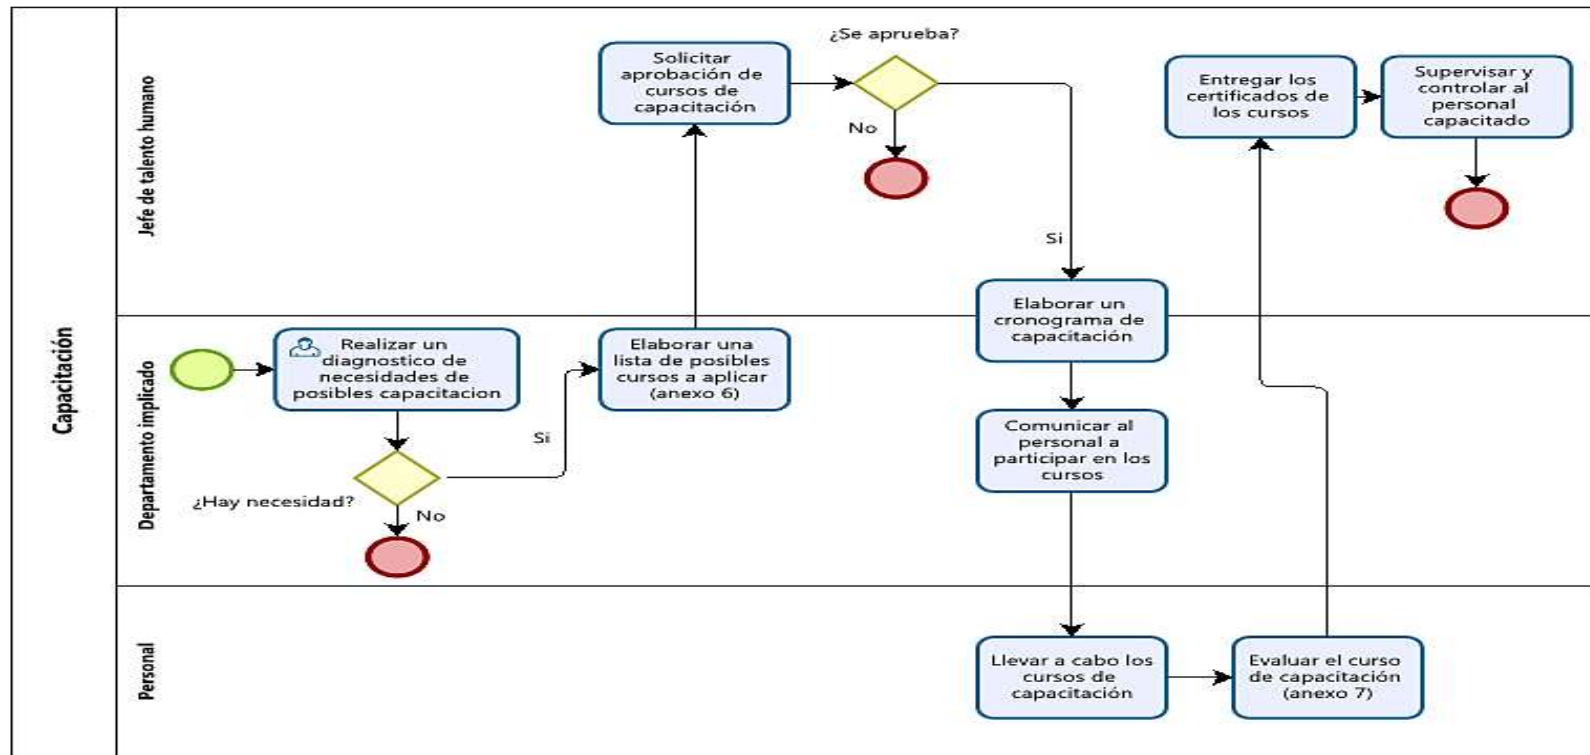 Capacitación
Jefe de talento humano
Solicitar
aprobación de
cursos de
capacitación
¿Se aprueba?
No
Si
Entregar los
certificados de
los cursos
Supervisar y
controlar al
personal
capacitado
Departamento implicado
Realizar un
diagnostico de
necesidades de
posibles capacitacion
¿Hay necesidad?
No
Si
Elaborar una
lista de posibles
cursos a aplicar
(anexo 6)
Elaborar un
cronograma de
capacitación
Comunicar al
personal a
participar en los
cursos
Personal
Llevar a cabo los
cursos de
capacitación
Evaluar el curso
de capacitación
(anexo 7)